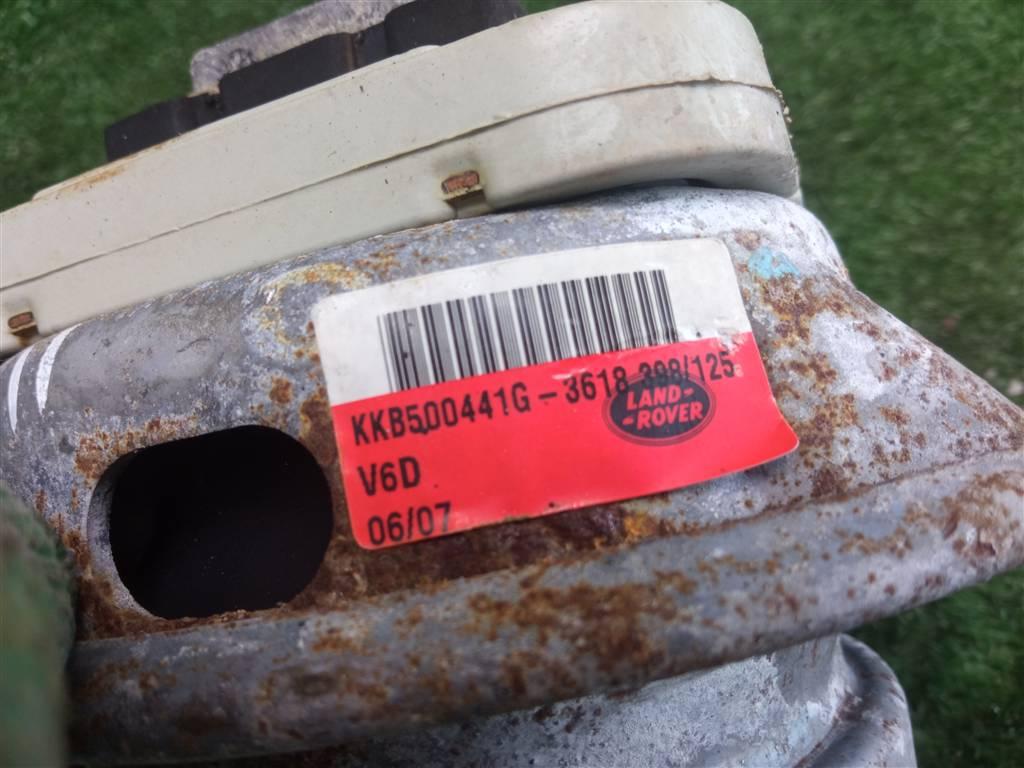 KKB500441G-3618 398/125
LAND-
-ROVER
V6D
06/07